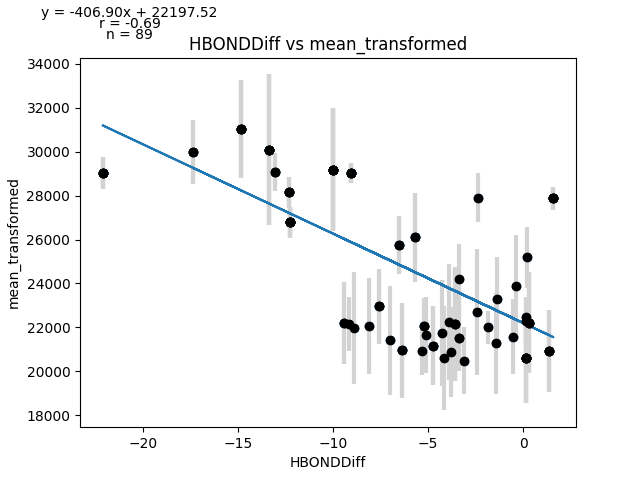 y = -406.90x + 22197.52
r = -0.69
n = 89
HBONDDiff vs mean_transformed
34000
32000
30000
28000
26000
24000
22000
20000
18000
mean_transformed
−20
−15
−10
−5
0
HBONDDiff